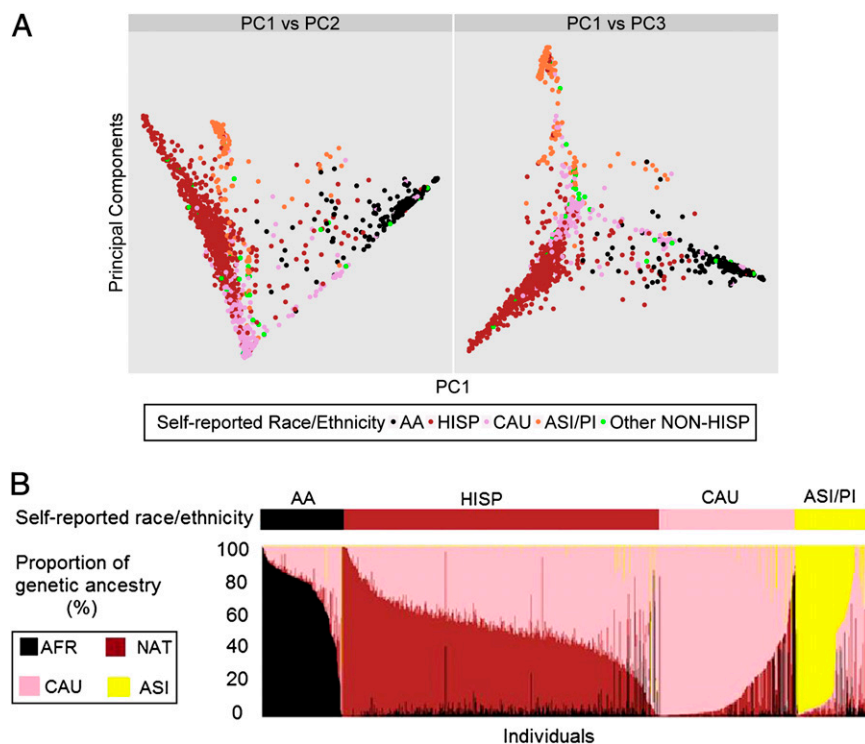 A
PC1 vs PC2
PC1 vs PC3
Principal Components
PC1
Self-reported Race/Ethnicity AA HISP CAU ASI/PI Other NON-HISP
B
AA HISP CAU ASI/PI
Self-reported race/ethnicity
Proportion of
genetic ancestry
(%)
AFR NAT
CAU ASI
100
80
60
40
20
0
Individuals